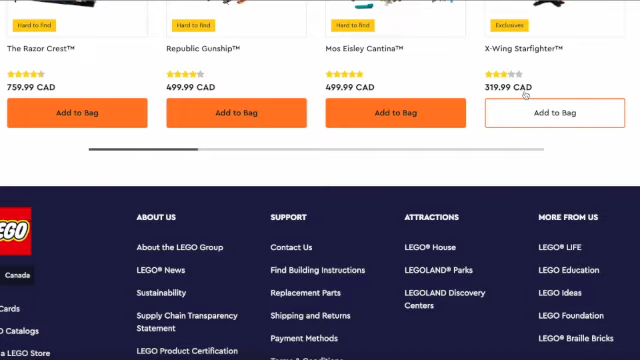 Hard to find
Hard to find
Hard to find
Exclusives
The Razor Crest™
Republic Gunship™
Mos Eisley Cantina™
X-Wing Starfighter™
759.99 CAD
499.99 CAD
499.99 CAD
319.99 CAD
Add to Bag
Add to Bag
Add to Bag
Add to Bag
EGO
Canada
Cards
O Catalogs
a LEGO Store
ABOUT US
About the LEGO Group
LEGO® News
Sustainability
Supply Chain Transparency
Statement
LEGO Product Certification
SUPPORT
Contact Us
Find Building Instructions
Replacement Parts
Shipping and Returns
Payment Methods
Terms & Conditions
ATTRACTIONS
LEGO® House
LEGOLAND® Parks
LEGOLAND Discovery
Centers
MORE FROM US
LEGO® LIFE
LEGO Education
LEGO Ideas
LEGO Foundation
LEGO® Braille Bricks